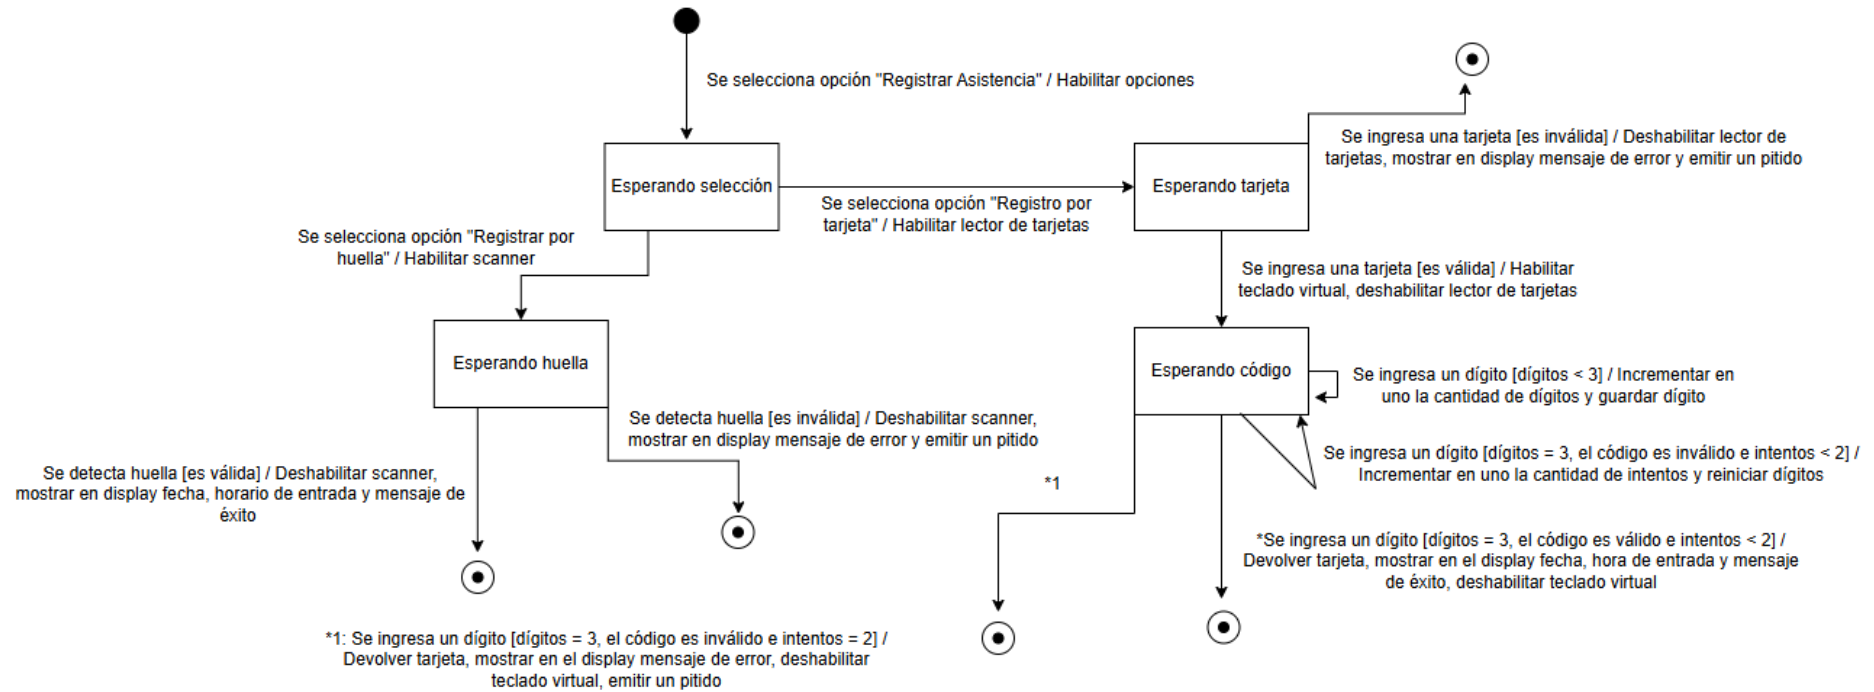 Se selecciona opción "Registrar Asistencia" / Habilitar opciones
Se ingresa una tarjeta [es inválida] / Deshabilitar lector de
tarjetas, mostrar en display mensaje de error y emitir un pitido
Esperando selección
Esperando tarjeta
Se selecciona opción "Registro por
tarjeta" / Habilitar lector de tarjetas
Se selecciona opción "Registrar por
huella" / Habilitar scanner
Se ingresa una tarjeta [es válida] / Habilitar
teclado virtual, deshabilitar lector de tarjetas
Esperando huella
Esperando código
Se ingresa un dígito [dígitos < 3] / Incrementar en
uno la cantidad de dígitos y guardar dígito
Se detecta huella [es inválida] / Deshabilitar scanner,
mostrar en display mensaje de error y emitir un pitido
Se ingresa un dígito [dígitos = 3, el código es inválido e intentos < 2] /
Incrementar en uno la cantidad de intentos y reiniciar dígitos
Se detecta huella [es válida] / Deshabilitar scanner,
mostrar en display fecha, horario de entrada y mensaje de
éxito
*1
*Se ingresa un dígito [dígitos = 3, el código es válido e intentos < 2] /
Devolver tarjeta, mostrar en el display fecha, hora de entrada y mensaje
de éxito, deshabilitar teclado virtual
*1: Se ingresa un dígito [dígitos = 3, el código es inválido e intentos = 2] /
Devolver tarjeta, mostrar en el display mensaje de error, deshabilitar
teclado virtual, emitir un pitido